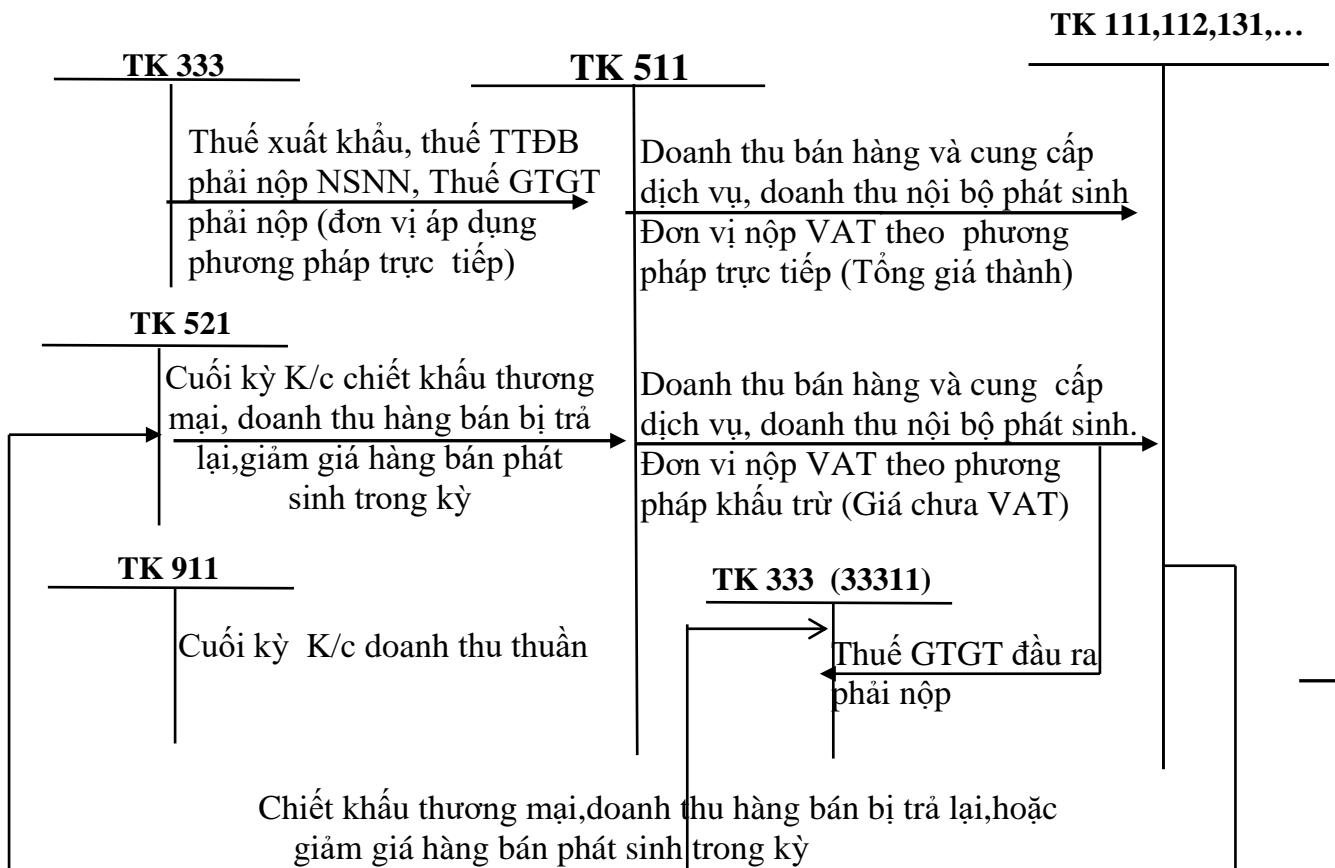 TK 111,112,131,…
TK 333
TK 511
Thuế xuất khẩu, thuế TTĐB
phải nộp NSNN, Thuế GTGT
phải nộp (đơn vị áp dụng
phương pháp trực tiếp)
Doanh thu bán hàng và cung cấp
dịch vụ, doanh thu nội bộ phát sinh
Đơn vị nộp VAT theo phương
pháp trực tiếp (Tổng giá thành)
TK 521
Cuối kỳ K/c chiết khấu thương
mại, doanh thu hàng bán bị trả
lại,giảm giá hàng bán phát
sinh trong kỳ
Doanh thu bán hàng và cung cấp
dịch vụ, doanh thu nội bộ phát sinh.
Đơn vi nộp VAT theo phương
pháp khấu trừ (Giá chưa VAT)
TK 911
Cuối kỳ K/c doanh thu thuần
TK 333 (33311)
Thuế GTGT đầu ra
phải nộp
Chiết khấu thương mại,doanh thu hàng bán bị trả lại,hoặc
giảm giá hàng bán phát sinh trong kỳ